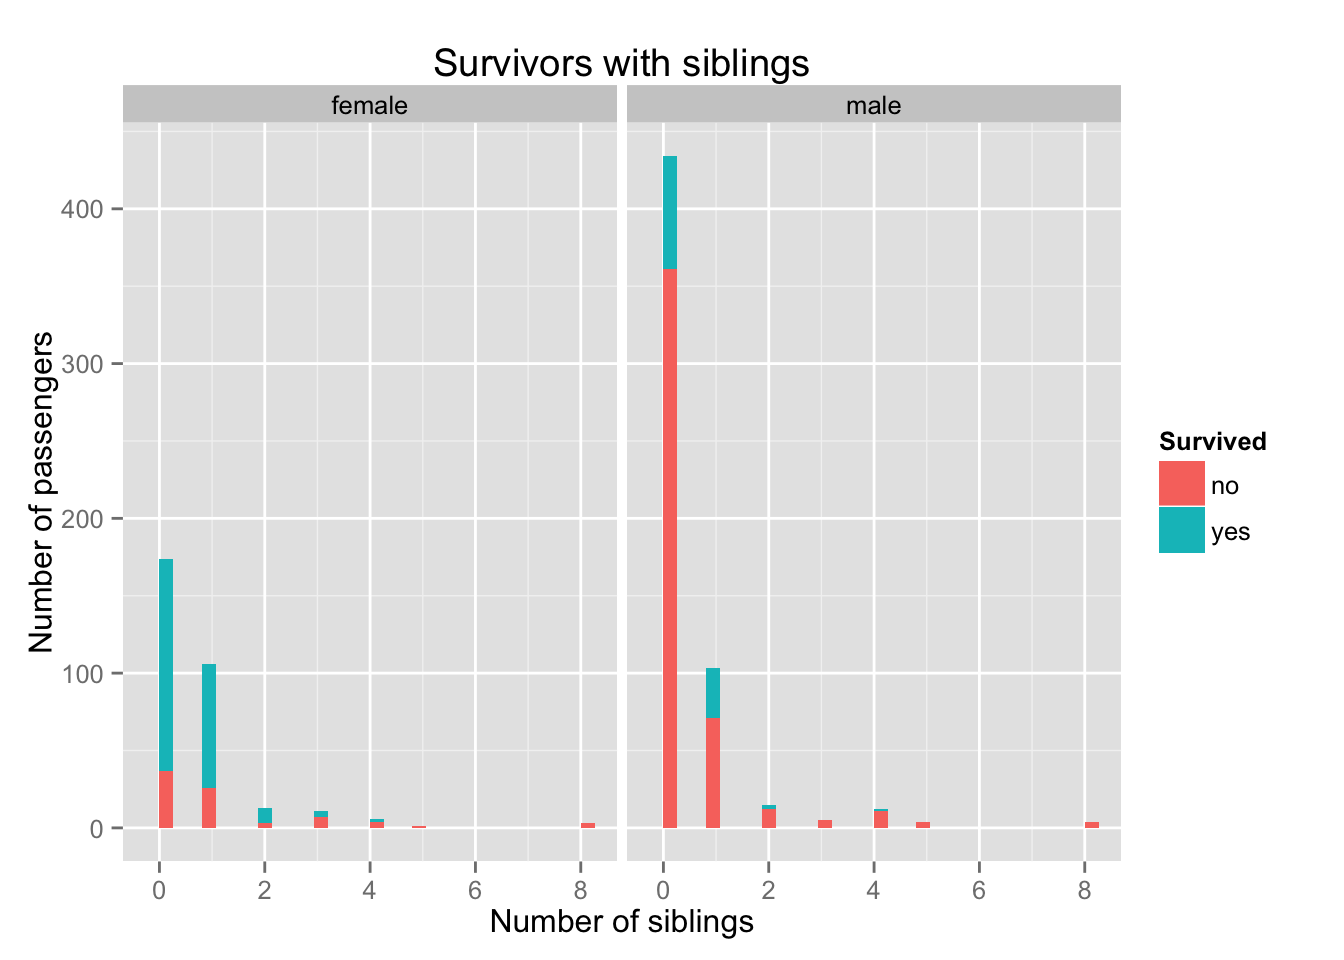 Survivors with siblings
female male
400
300
200
100
0
Number of passengers
0 2 4 6 8 0 2 4 6 8
Number of siblings
Survived
no
yes